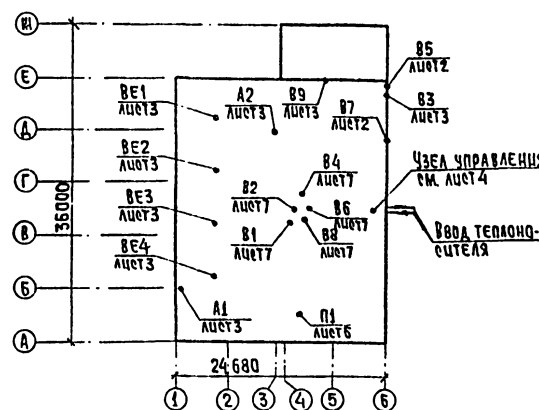 Ж
Е
Д
Г
В
Б
А
36000
ВЕ1
лист3
А2
лист3
В9
лист3
В5
лист2
В3
лист3
В7
лист2
ВЕ2
лист3
В4
лист7
Узел управления
см. лист4
ВЕ3
лист3
В2
лист7
В6
лист7
В1
лист7
В8
лист7
Ввод теплоно-
сителя
ВЕ4
лист3
А1
лист3
П1
лист6
24680
1 2 3 4 5 6